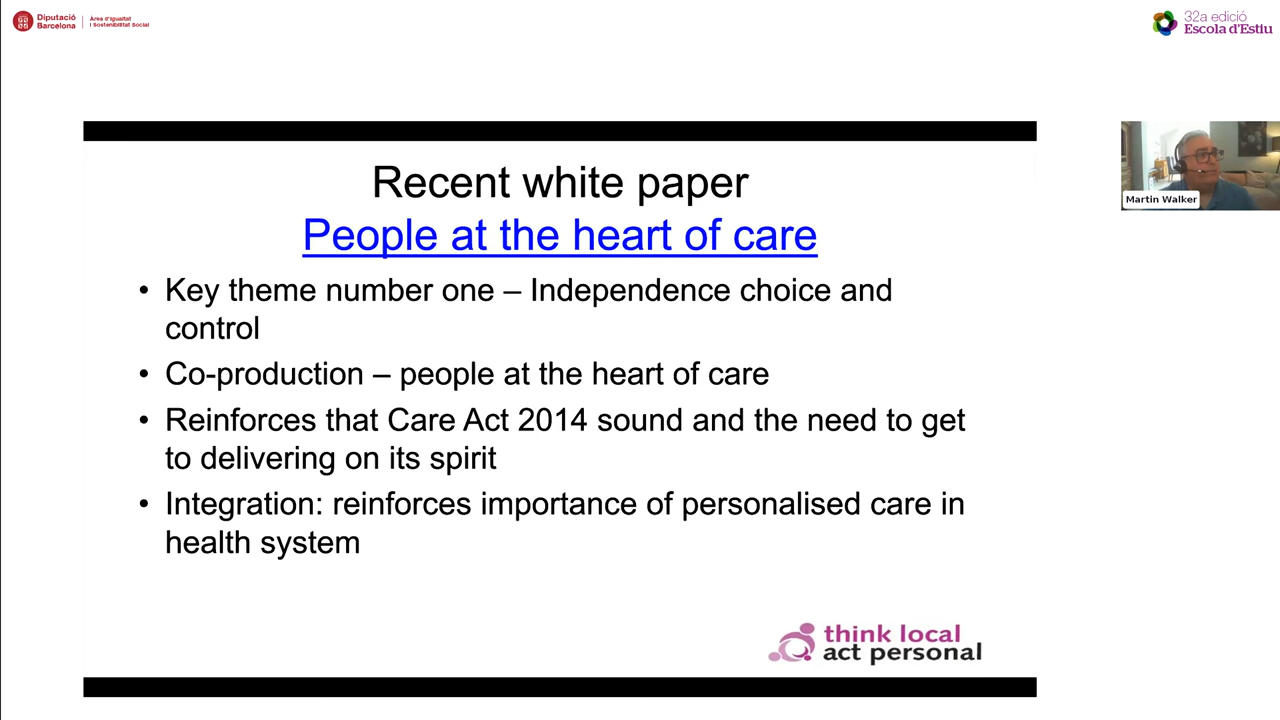 Diputació
Barcelona
Àrea d'Igualtat
i Sostenibilitat Social
32a edició
Escola d'Estiu
Recent white paper
People at the heart of care
• Key theme number one – Independence choice and
control
• Co-production – people at the heart of care
• Reinforces that Care Act 2014 sound and the need to get
to delivering on its spirit
• Integration: reinforces importance of personalised care in
health system
think local
act personal
Martin Walker